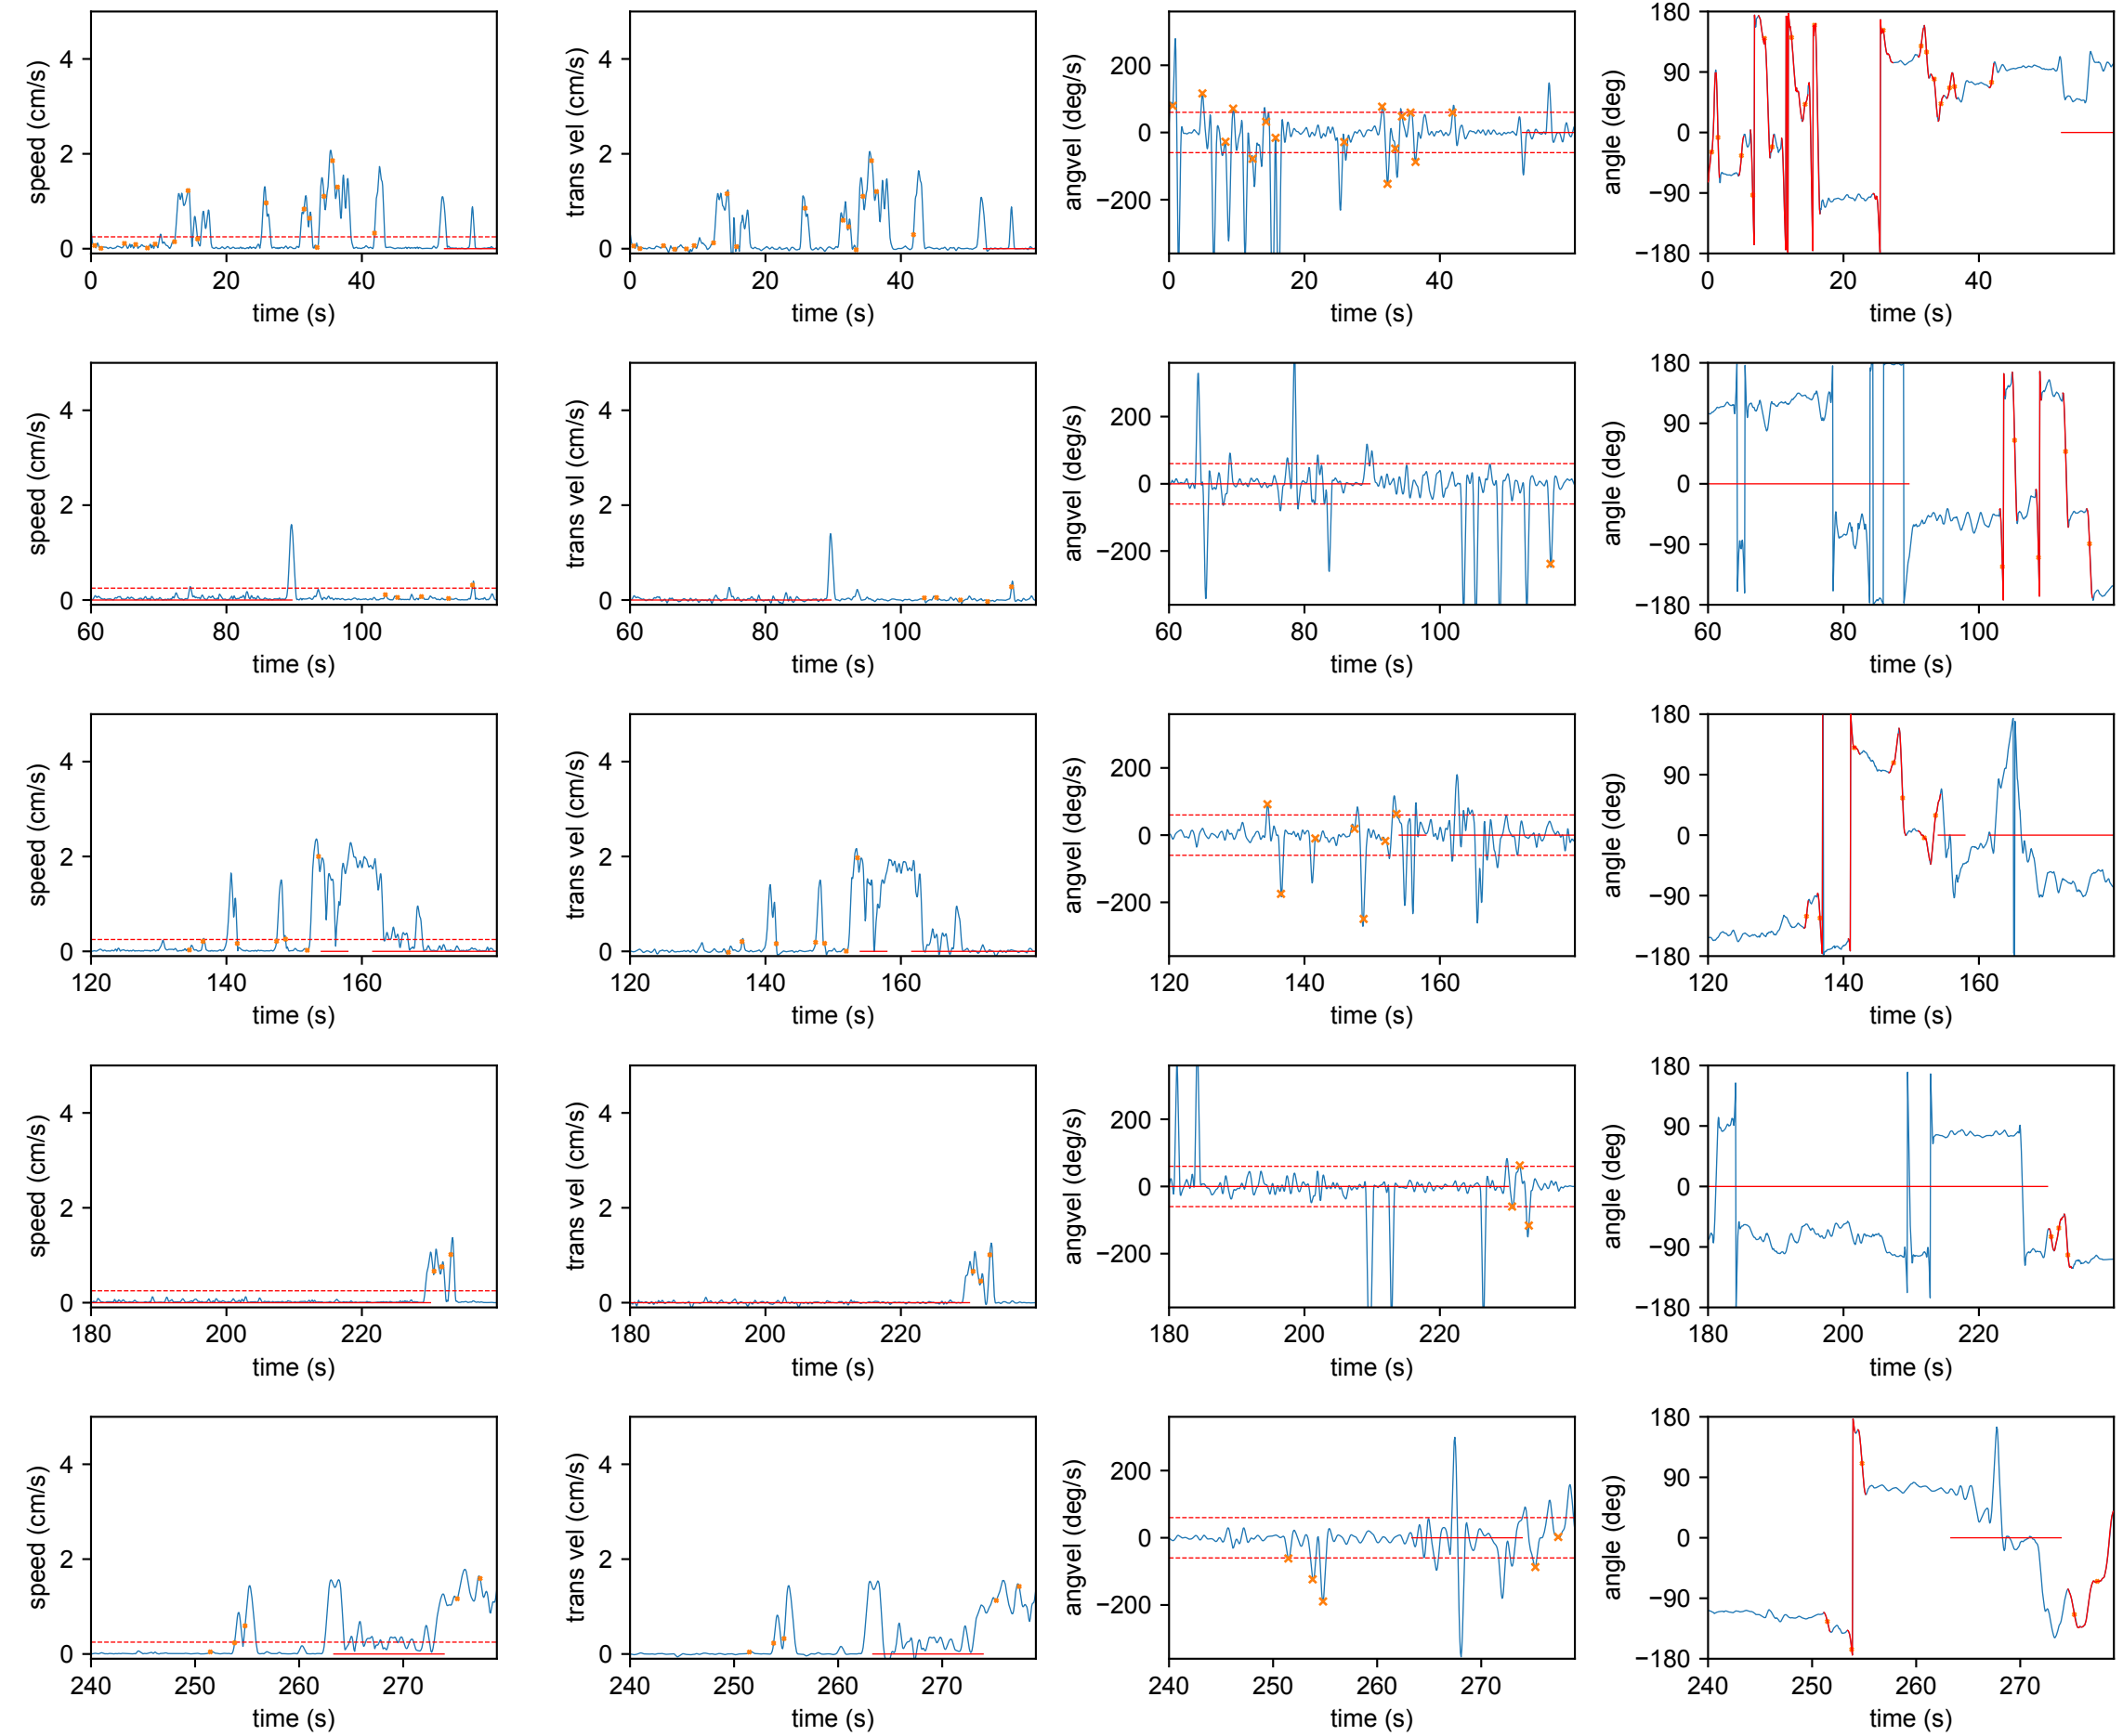 speed (cm/s)
4
2
0
0 20 40
time (s)
trans vel (cm/s)
4
2
0
0 20 40
time (s)
angvel (deg/s)
200
0
−200
0 20 40
time (s)
angle (deg)
180
90
0
−90
−180
0 20 40
time (s)
speed (cm/s)
4
2
0
60 80 100
time (s)
trans vel (cm/s)
4
2
0
60 80 100
time (s)
angvel (deg/s)
200
0
−200
60 80 100
time (s)
angle (deg)
180
90
0
−90
−180
60 80 100
time (s)
speed (cm/s)
4
2
0
120 140 160
time (s)
trans vel (cm/s)
4
2
0
120 140 160
time (s)
angvel (deg/s)
200
0
−200
120 140 160
time (s)
angle (deg)
180
90
0
−90
−180
120 140 160
time (s)
speed (cm/s)
4
2
0
180 200 220
time (s)
trans vel (cm/s)
4
2
0
180 200 220
time (s)
angvel (deg/s)
200
0
−200
180 200 220
time (s)
angle (deg)
180
90
0
−90
−180
180 200 220
time (s)
speed (cm/s)
4
2
0
240 250 260 270
time (s)
trans vel (cm/s)
4
2
0
240 250 260 270
time (s)
angvel (deg/s)
200
0
−200
240 250 260 270
time (s)
angle (deg)
180
90
0
−90
−180
240 250 260 270
time (s)